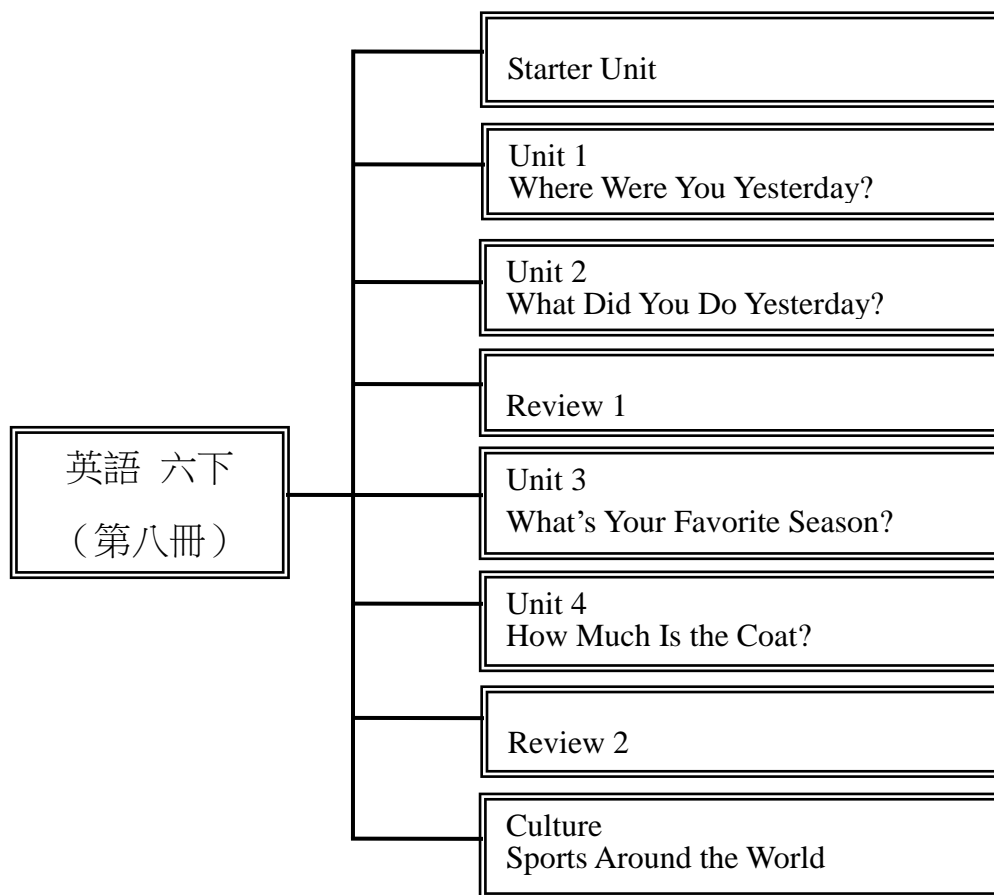 Starter Unit
Unit 1
Where Were You Yesterday?
Unit 2
What Did You Do Yesterday?
Review 1
英語 六下
（第八冊）
Unit 3
What’s Your Favorite Season?
Unit 4
How Much Is the Coat?
Review 2
Culture
Sports Around the World